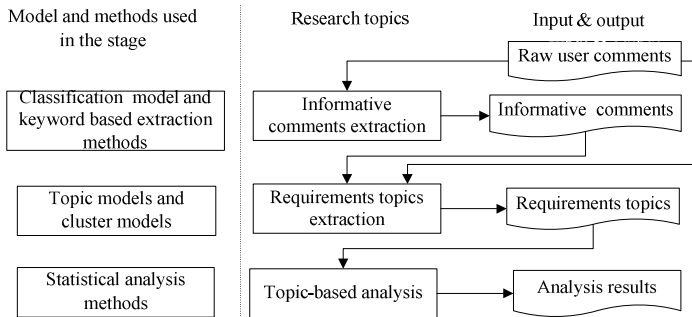 Model and methods used
in the stage
Research topics
Input & output
Raw user comments
Classification model and
keyword based extraction
methods
Informative
comments extraction
Informative comments
Topic models and
cluster models
Requirements topics
extraction
Requirements topics
Statistical analysis
methods
Topic-based analysis
Analysis results